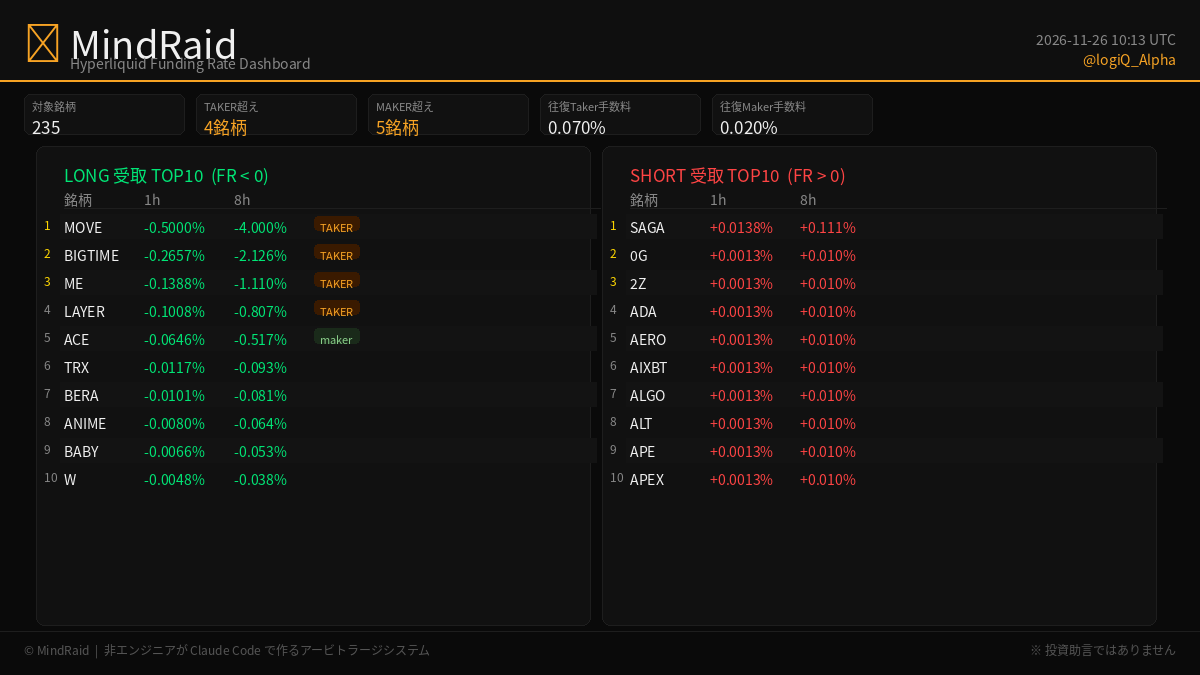 MindRaid
Hyperliquid Funding Rate Dashboard
2026-11-26 10:13 UTC
@logiQ_Alpha
対象銘柄
235
TAKER超え
4銘柄
MAKER超え
5銘柄
往復Taker手数料
0.070%
往復Maker手数料
0.020%
LONG 受取 TOP10 (FR < 0)
銘柄 1h 8h
1 MOVE -0.5000% -4.000% TAKER
2 BIGTIME -0.2657% -2.126% TAKER
3 ME -0.1388% -1.110% TAKER
4 LAYER -0.1008% -0.807% TAKER
5 ACE -0.0646% -0.517% maker
6 TRX -0.0117% -0.093%
7 BERA -0.0101% -0.081%
8 ANIME -0.0080% -0.064%
9 BABY -0.0066% -0.053%
10 W -0.0048% -0.038%
SHORT 受取 TOP10 (FR > 0)
銘柄 1h 8h
1 SAGA +0.0138% +0.111%
2 0G +0.0013% +0.010%
3 2Z +0.0013% +0.010%
4 ADA +0.0013% +0.010%
5 AERO +0.0013% +0.010%
6 AIXBT +0.0013% +0.010%
7 ALGO +0.0013% +0.010%
8 ALT +0.0013% +0.010%
9 APE +0.0013% +0.010%
10 APEX +0.0013% +0.010%
© MindRaid | 非エンジニアが Claude Code で作るアービトラージシステム
※ 投資助言ではありません